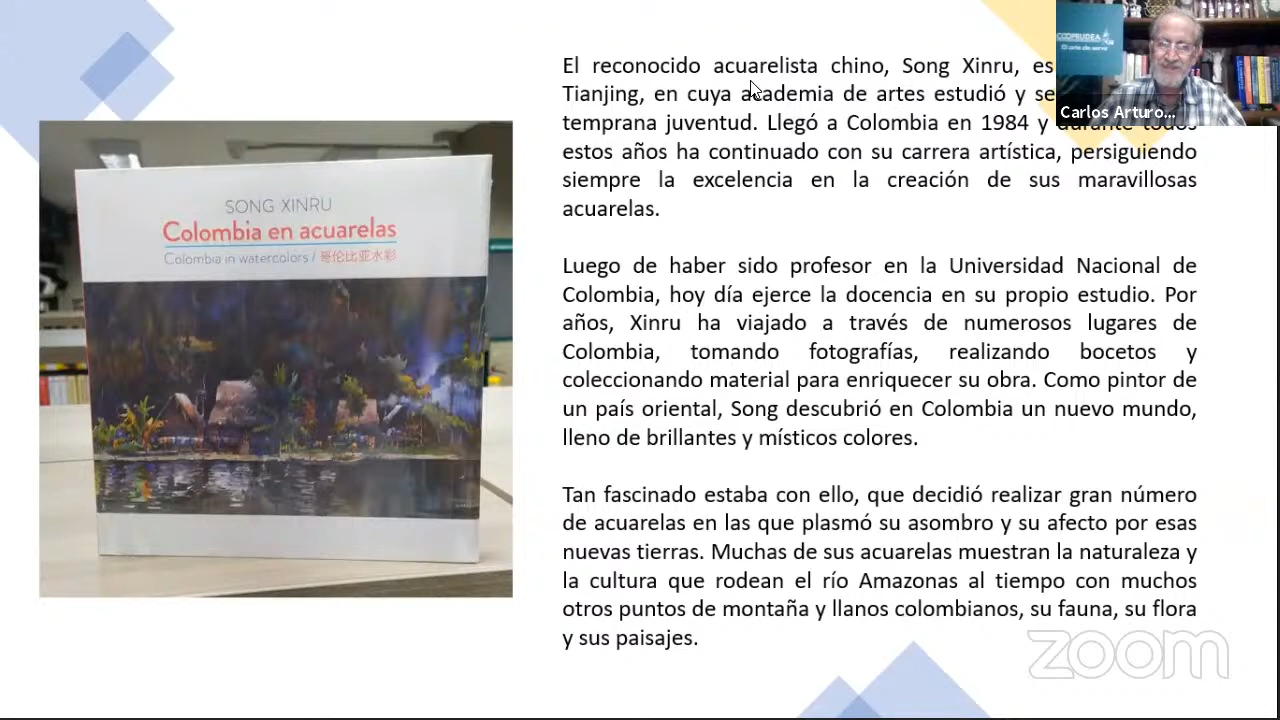 El reconocido acuarelista chino, Song Xinru, es
Tianjing, en cuya academia de artes estudió y se
temprana juventud. Llegó a Colombia en 1984 y durante todos
estos años ha continuado con su carrera artística, persiguiendo
siempre la excelencia en la creación de sus maravillosas
acuarelas.
Luego de haber sido profesor en la Universidad Nacional de
Colombia, hoy día ejerce la docencia en su propio estudio. Por
años, Xinru ha viajado a través de numerosos lugares de
Colombia, tomando fotografías, realizando bocetos y
coleccionando material para enriquecer su obra. Como pintor de
un país oriental, Song descubrió en Colombia un nuevo mundo,
lleno de brillantes y místicos colores.
Tan fascinado estaba con ello, que decidió realizar gran número
de acuarelas en las que plasmó su asombro y su afecto por esas
nuevas tierras. Muchas de sus acuarelas muestran la naturaleza y
la cultura que rodean el río Amazonas al tiempo con muchos
otros puntos de montaña y llanos colombianos, su fauna, su flora
y sus paisajes.
SONG XINRU
Colombia en acuarelas
Colombia in watercolors / 哥伦比亚水彩
COOPRUDEA
El arte de servir
Carlos Arturo...
zoom